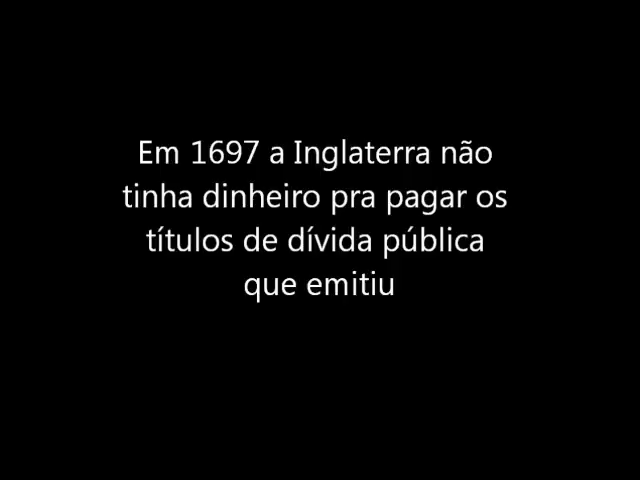 Em 1697 a Inglaterra não
tinha dinheiro pra pagar os
títulos de dívida pública
que emitiu